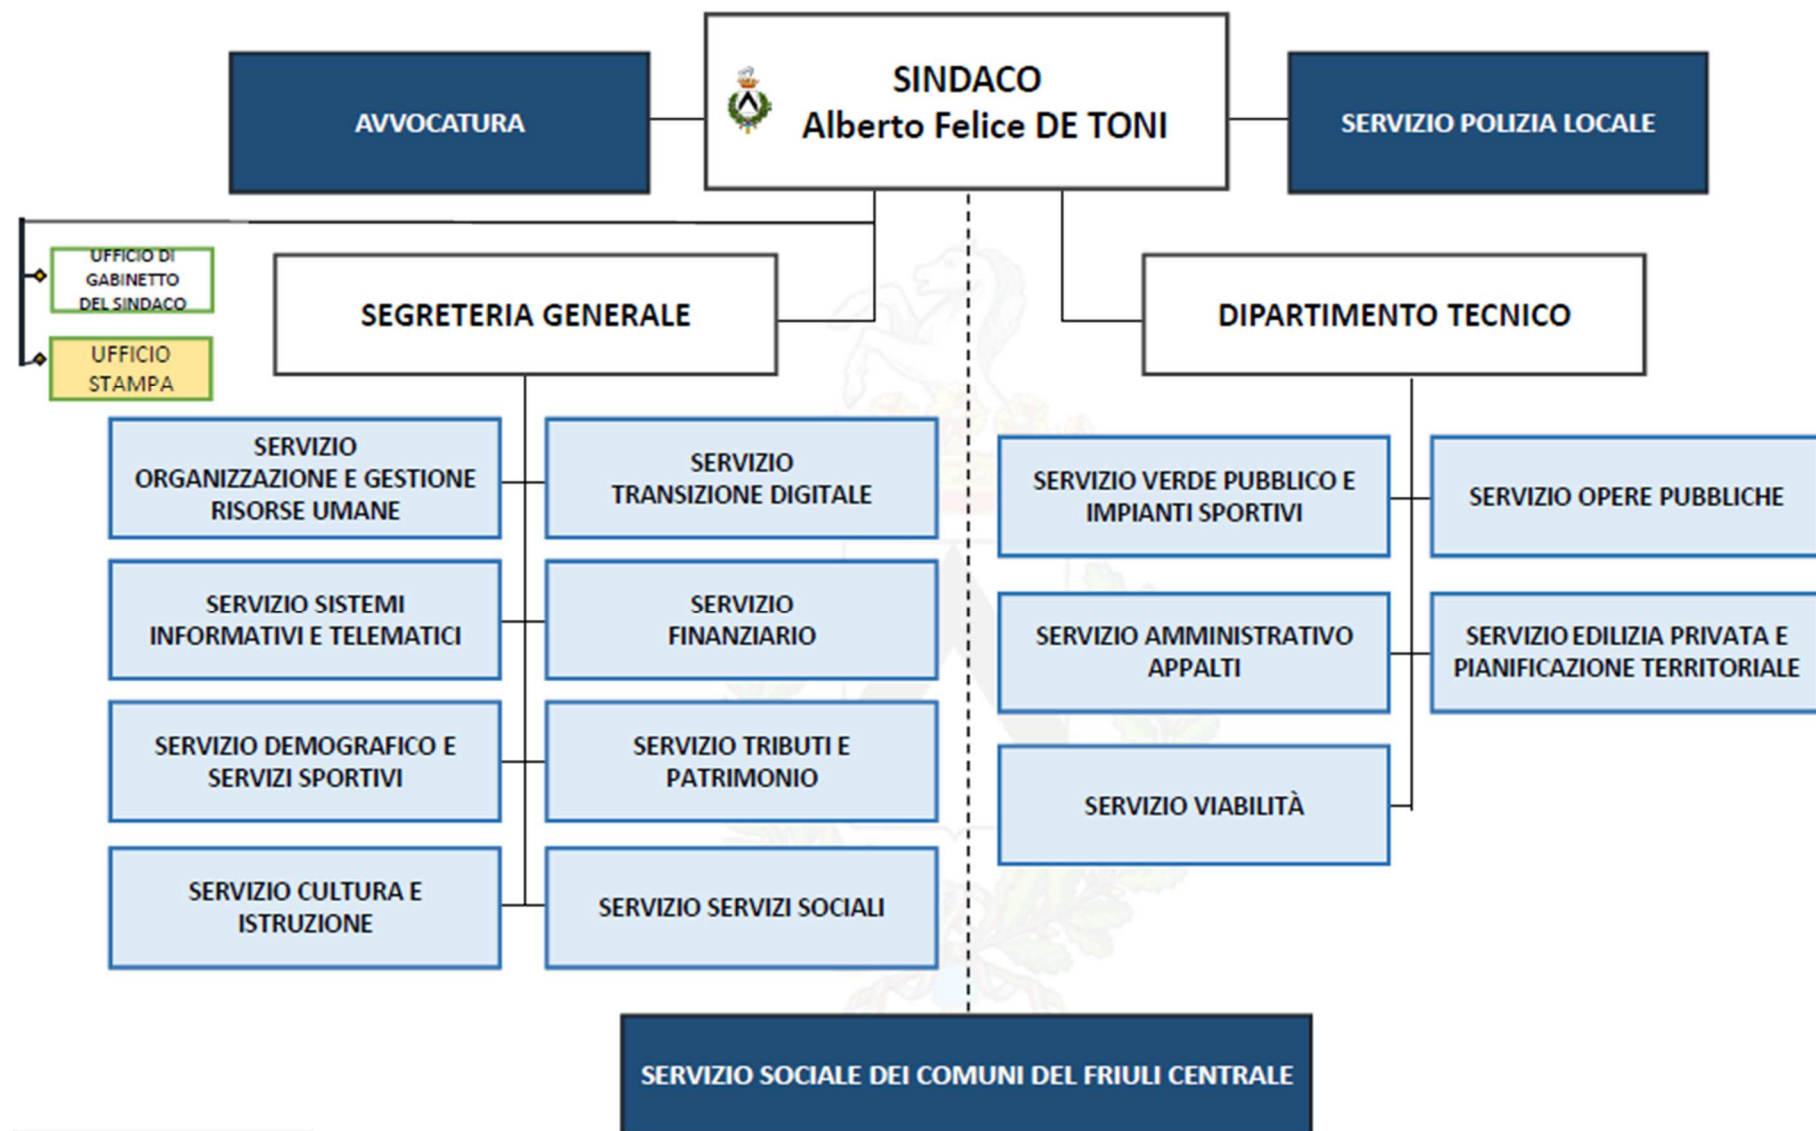 SINDACO
Alberto Felice DE TONI
AVVOCATURA
SERVIZIO POLIZIA LOCALE
UFFICIO DI
GABINETTO
DEL SINDACO
UFFICIO
STAMPA
SEGRETERIA GENERALE
DIPARTIMENTO TECNICO
SERVIZIO
ORGANIZZAZIONE E GESTIONE
RISORSE UMANE
SERVIZIO
TRANSIZIONE DIGITALE
SERVIZIO SISTEMI
INFORMATIVI E TELEMATICI
SERVIZIO
FINANZIARIO
SERVIZIO DEMOGRAFICO E
SERVIZI SPORTIVI
SERVIZIO TRIBUTI E
PATRIMONIO
SERVIZIO CULTURA E
ISTRUZIONE
SERVIZIO SERVIZI SOCIALI
SERVIZIO VERDE PUBBLICO E
IMPIANTI SPORTIVI
SERVIZIO OPERE PUBBLICHE
SERVIZIO AMMINISTRATIVO
APPALTI
SERVIZIO EDILIZIA PRIVATA E
PIANIFICAZIONE TERRITORIALE
SERVIZIO VIABILITÀ
SERVIZIO SOCIALE DEI COMUNI DEL FRIULI CENTRALE